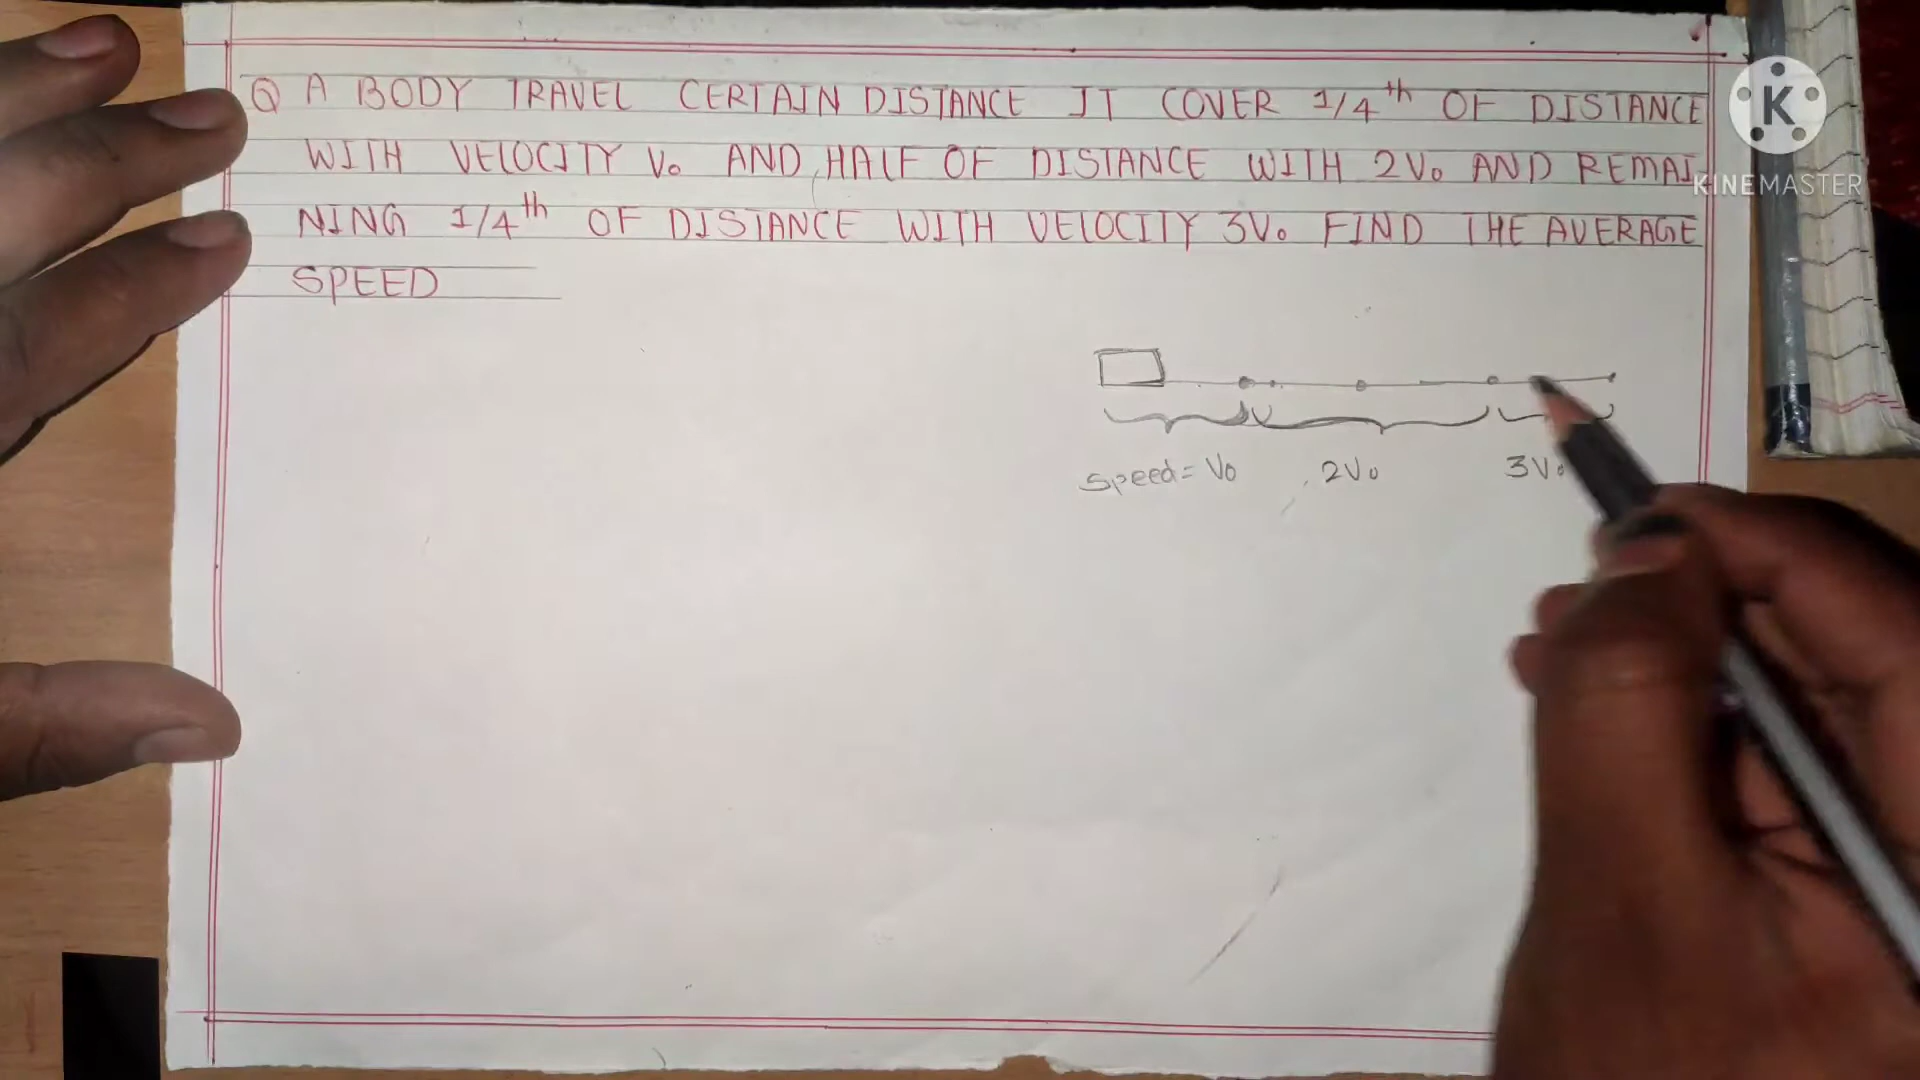 Q A BODY TRAVEL CERTAIN DISTANCE IT COVER 1/4th OF DISTANCE
WITH VELOCITY V₀ AND, HALF OF DISTANCE WITH 2V₀ AND REMAI
NING 1/4th OF DISTANCE WITH VELOCITY 3V₀ FIND THE AVERAGE
SPEED
speed = V₀ 2V₀ 3V₀
K
KINEMASTER